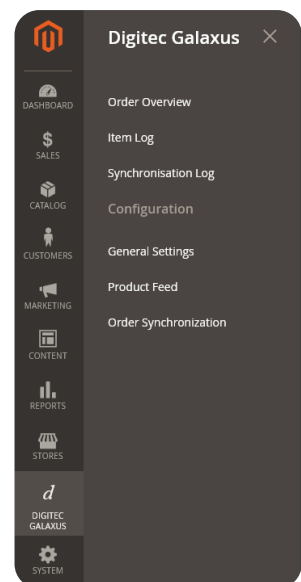 Digitec Galaxus
Order Overview
Item Log
Synchronisation Log
Configuration
General Settings
Product Feed
Order Synchronization
DASHBOARD
$
SALES
CATALOG
CUSTOMERS
MARKETING
CONTENT
REPORTS
STORES
d
DIGITEC
GALAXUS
SYSTEM